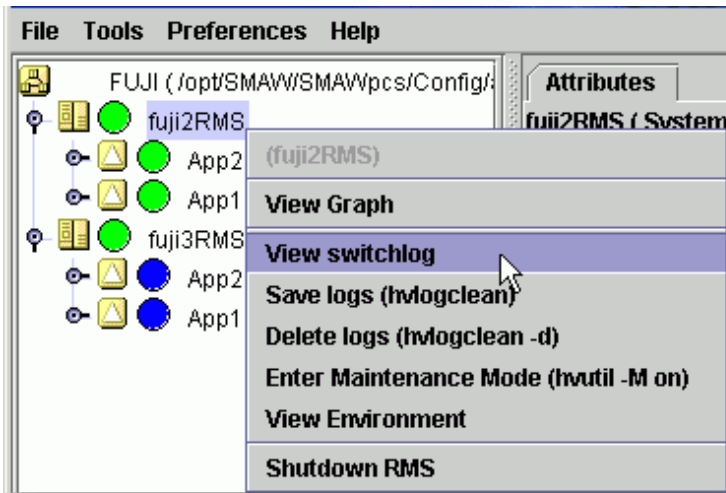 File Tools Preferences Help
FUJI ( /opt/SMAW/SMAWpcs/Config/
Attributes
fuji2RMS
fuji2RMS ( System
App2
(fuji2RMS)
App1
View Graph
fuji3RMS
View switchlog
App2
Save logs (hvlogclean)
App1
Delete logs (hvlogclean -d)
Enter Maintenance Mode (hvutil -M on)
View Environment
Shutdown RMS